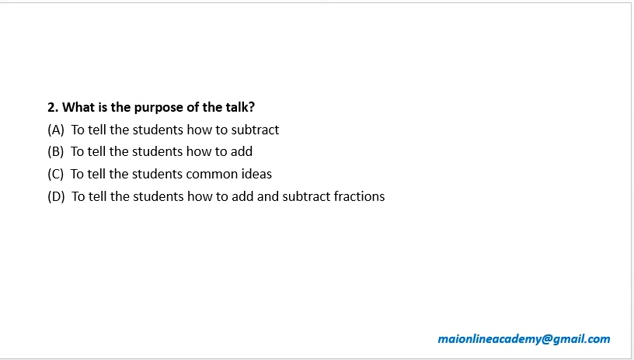 2. What is the purpose of the talk?
(A) To tell the students how to subtract
(B) To tell the students how to add
(C) To tell the students common ideas
(D) To tell the students how to add and subtract fractions
maionlineacademy@gmail.com